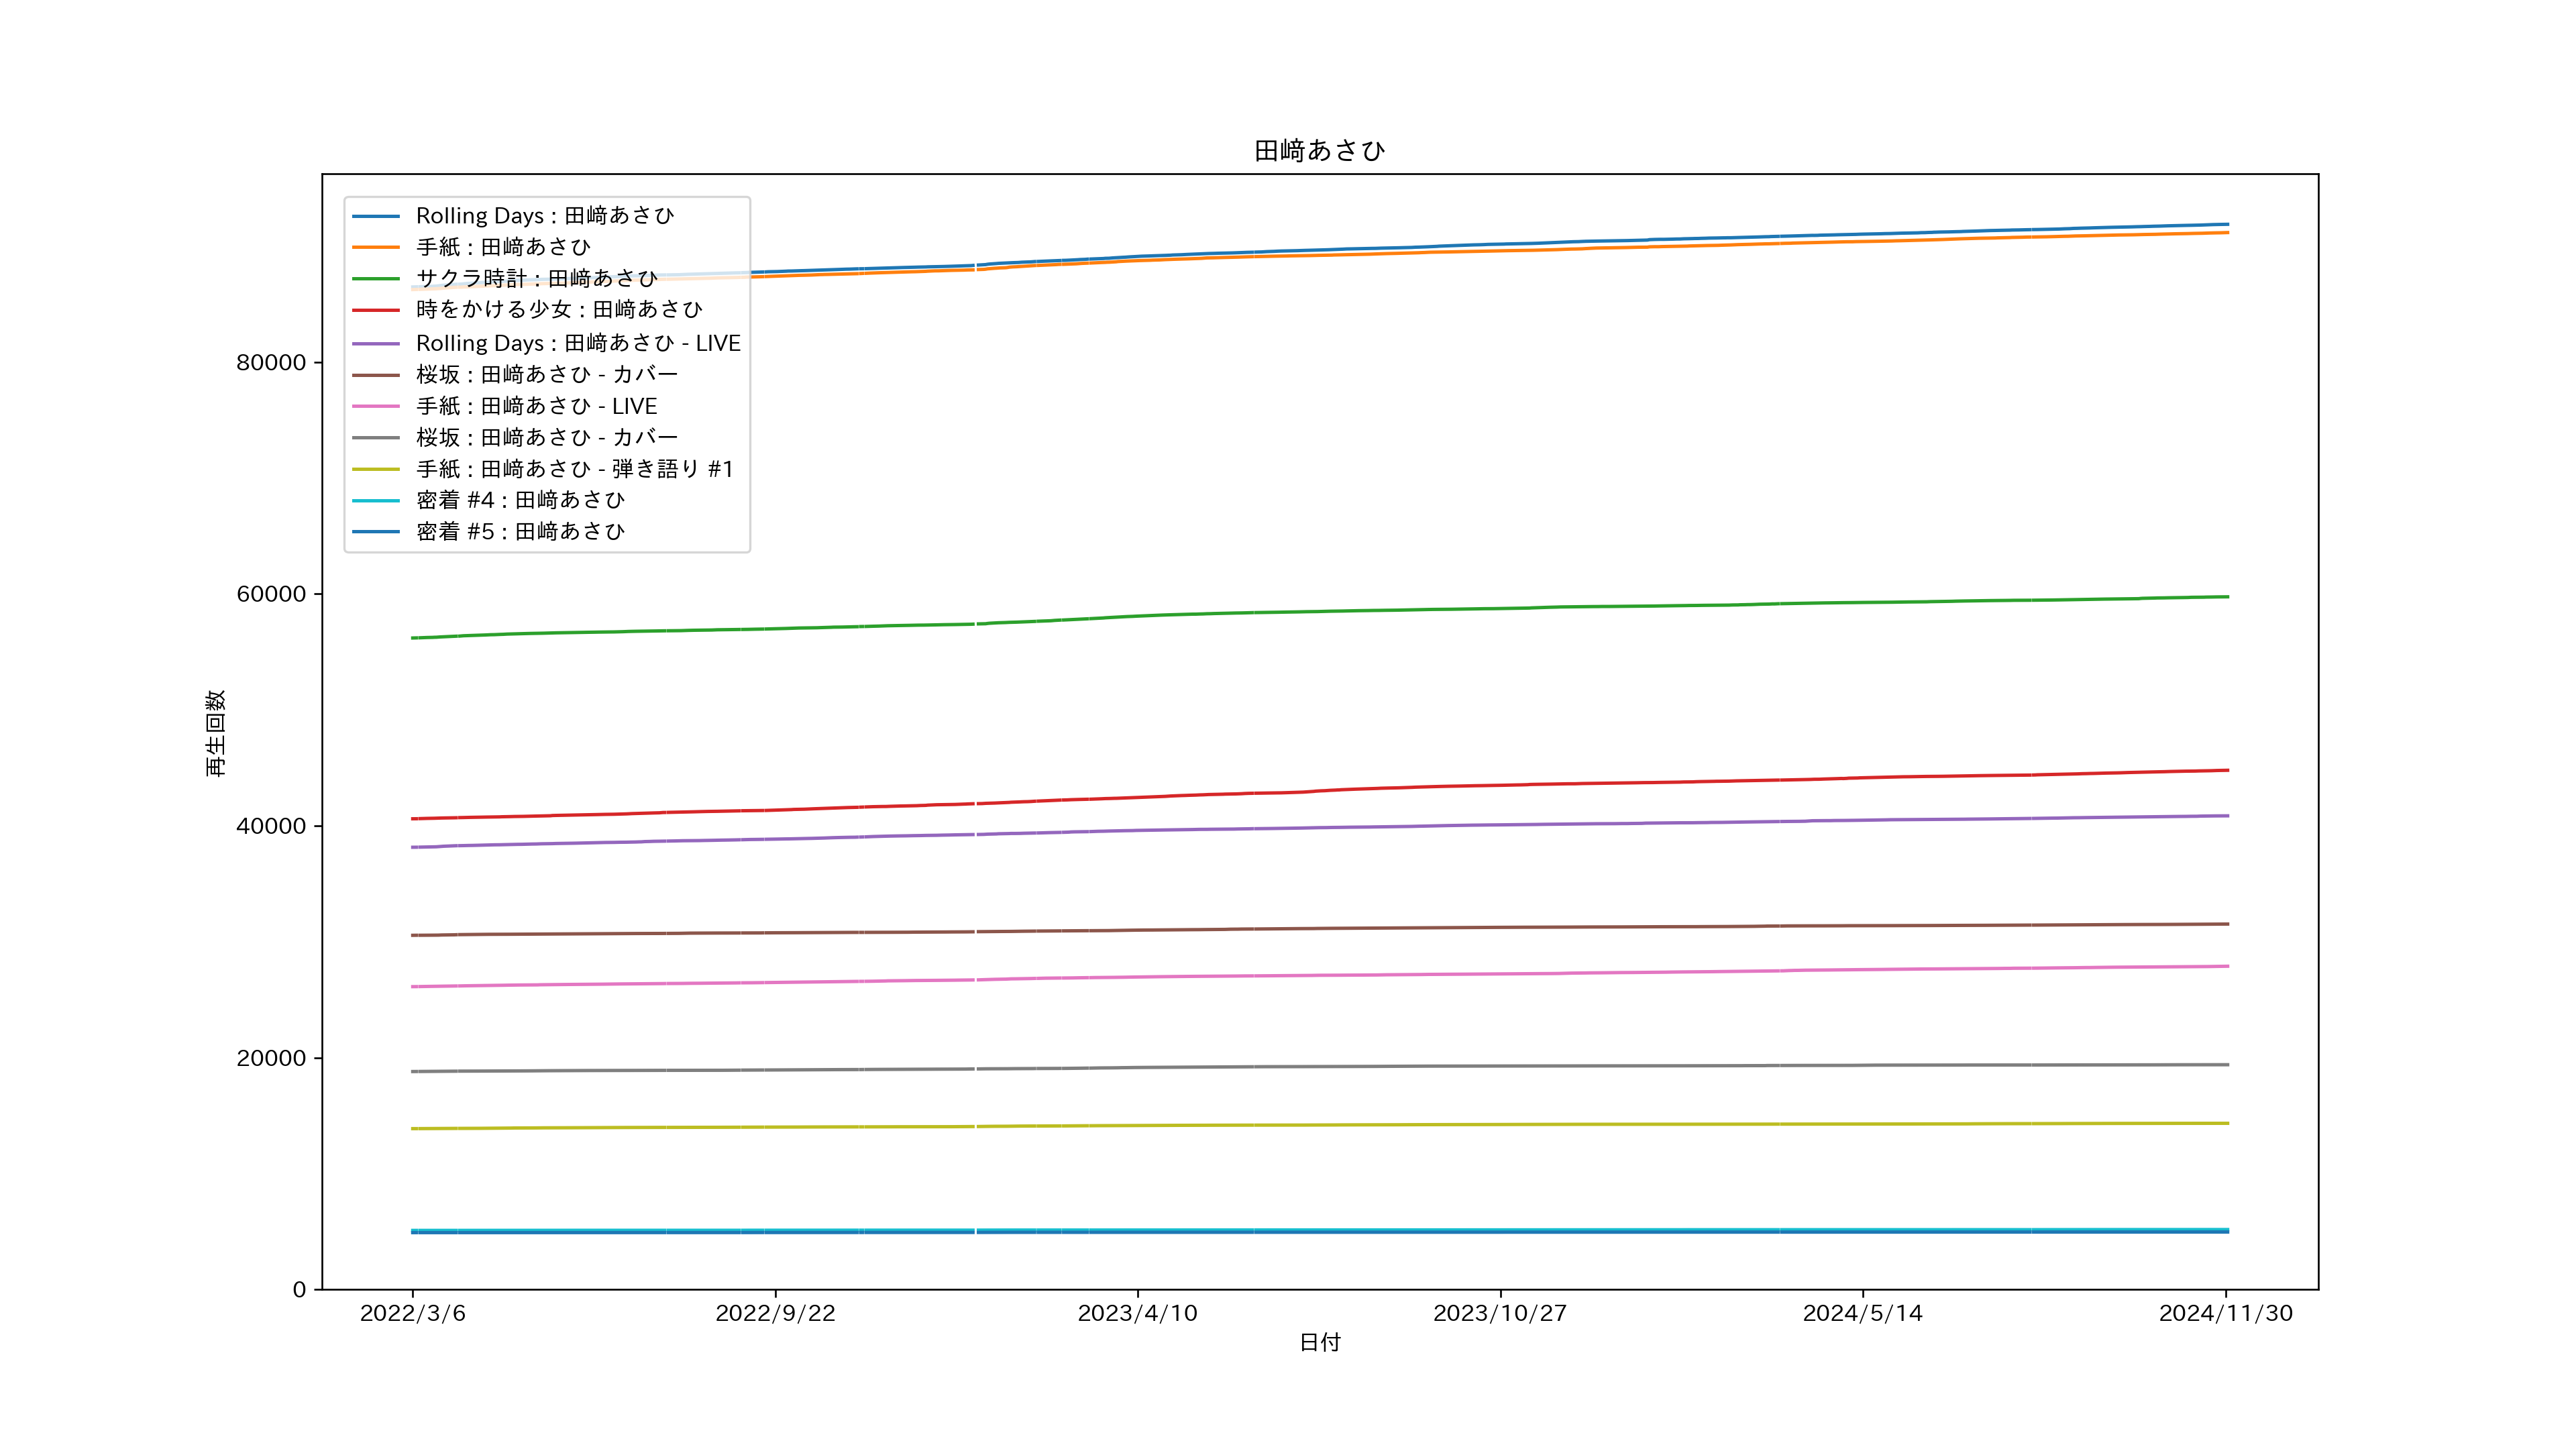 田﨑あさひ
Rolling Days : 田﨑あさひ
手紙 : 田﨑あさひ
サクラ時計 : 田﨑あさひ
時をかける少女 : 田﨑あさひ
Rolling Days : 田﨑あさひ - LIVE
桜坂 : 田﨑あさひ - カバー
手紙 : 田﨑あさひ - LIVE
桜坂 : 田﨑あさひ - カバー
手紙 : 田﨑あさひ - 弾き語り #1
密着 #4 : 田﨑あさひ
密着 #5 : 田﨑あさひ
80000
60000
40000
20000
0
再生回数
2022/3/6
2022/9/22
2023/4/10
2023/10/27
2024/5/14
2024/11/30
日付